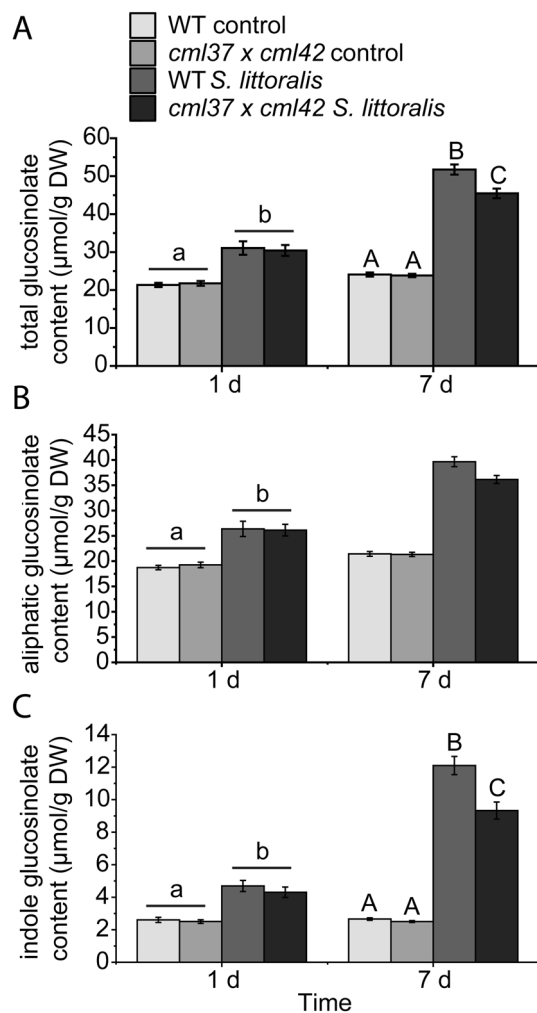 A
WT control
cml37 x cml42 control
WT S. littoralis
cml37 x cml42 S. littoralis
total glucosinolate
content (µmol/g DW)
60
50
40
30
20
10
0
a
b
A
A
B
C
1 d
7 d
B
aliphatic glucosinolate
content (µmol/g DW)
45
40
35
30
25
20
15
10
5
0
a
b
1 d
7 d
C
indole glucosinolate
content (µmol/g DW)
14
12
10
8
6
4
2
0
a
b
A
A
B
C
1 d
7 d
Time